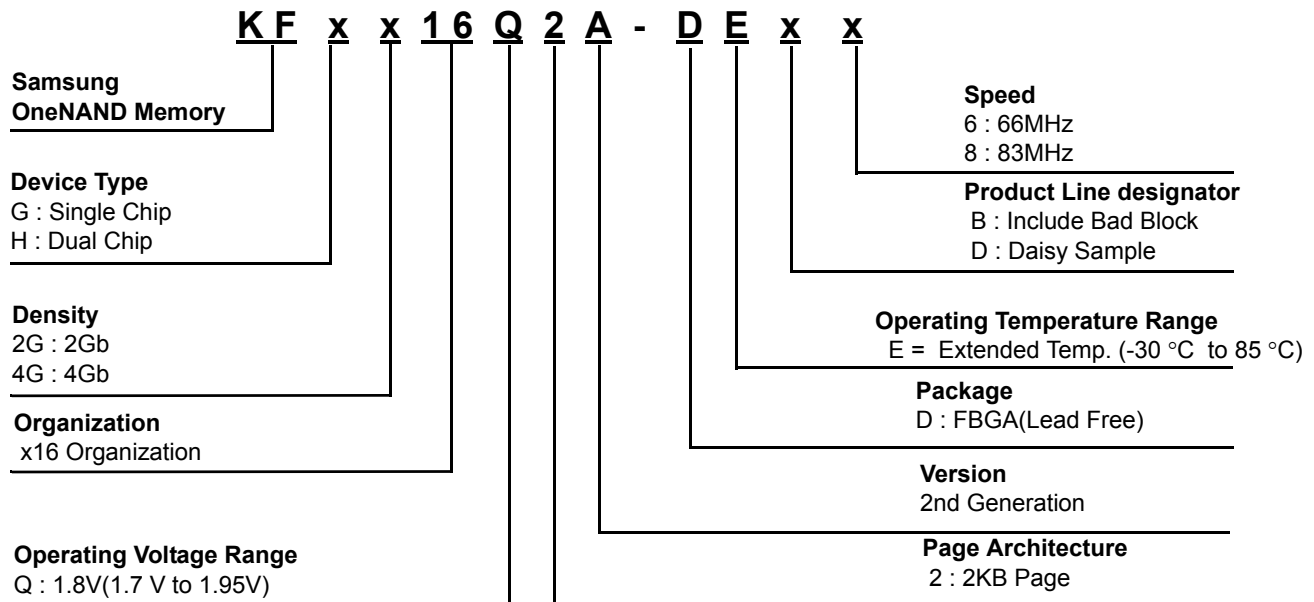 KF x x 16 Q 2 A - D E x x
Samsung
OneNAND Memory
Device Type
G : Single Chip
H : Dual Chip
Density
2G : 2Gb
4G : 4Gb
Organization
x16 Organization
Operating Voltage Range
Q : 1.8V(1.7 V to 1.95V)
Speed
6 : 66MHz
8 : 83MHz
Product Line designator
B : Include Bad Block
D : Daisy Sample
Operating Temperature Range
E = Extended Temp. (-30 °C to 85 °C)
Package
D : FBGA(Lead Free)
Version
2nd Generation
Page Architecture
2 : 2KB Page